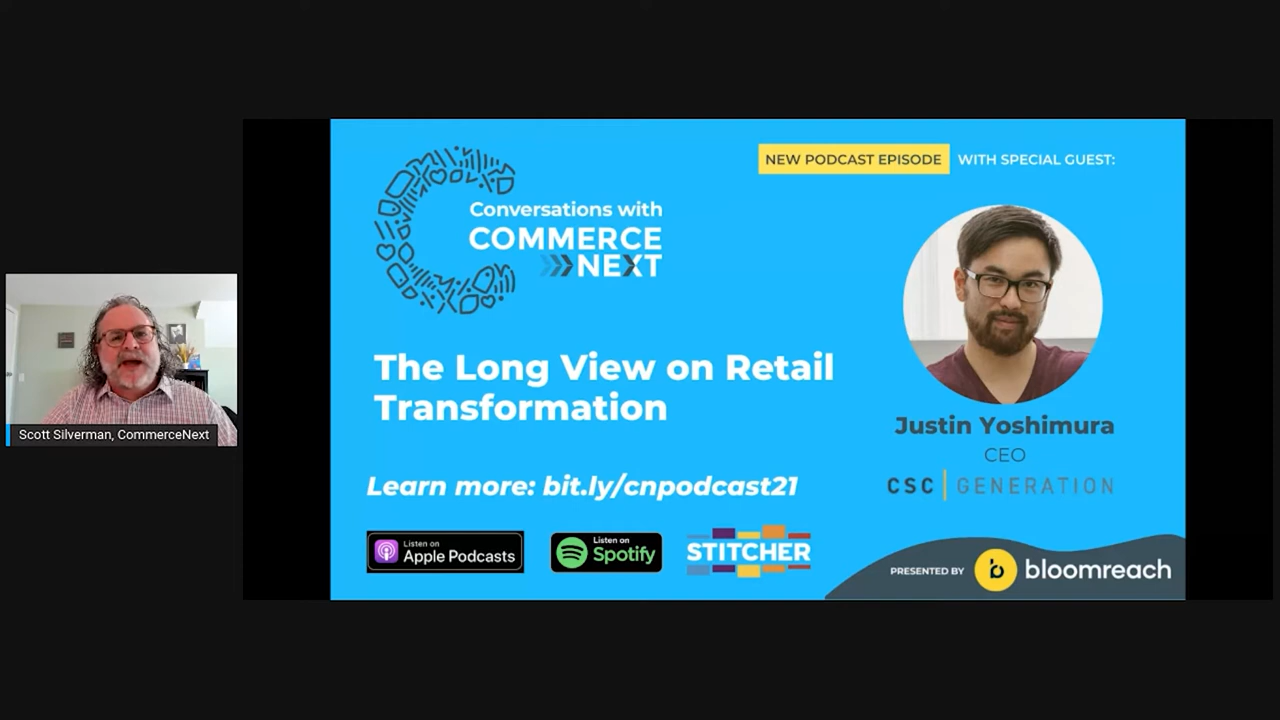 Scott Silverman, CommerceNext
Conversations with
COMMERCE
NEXT
NEW PODCAST EPISODE WITH SPECIAL GUEST:
The Long View on Retail
Transformation
Justin Yoshimura
CEO
CSC GENERATION
Learn more: bit.ly/cnpodcast21
Listen on
Apple Podcasts
Listen on
Spotify
STITCHER
PRESENTED BY
bloomreach